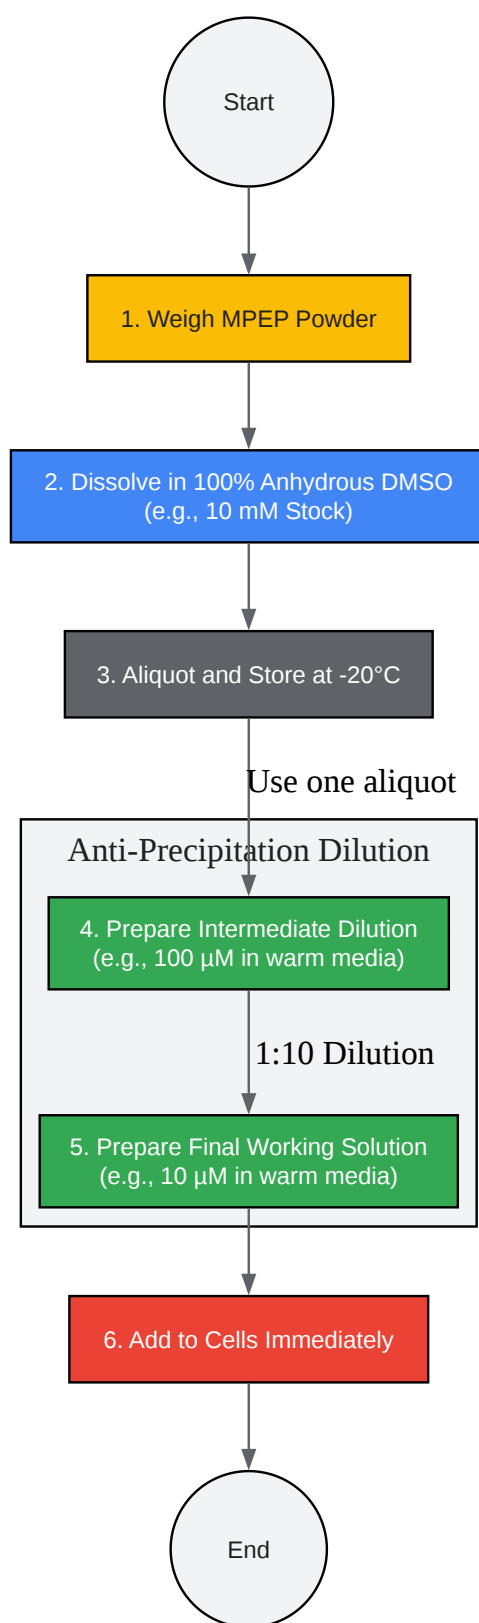 Start
1. Weigh MPEP Powder
2. Dissolve in 100% Anhydrous DMSO
(e.g., 10 mM Stock)
3. Aliquot and Store at -20°C
Use one aliquot
Anti-Precipitation Dilution
4. Prepare Intermediate Dilution
(e.g., 100 µM in warm media)
1:10 Dilution
5. Prepare Final Working Solution
(e.g., 10 µM in warm media)
6. Add to Cells Immediately
End